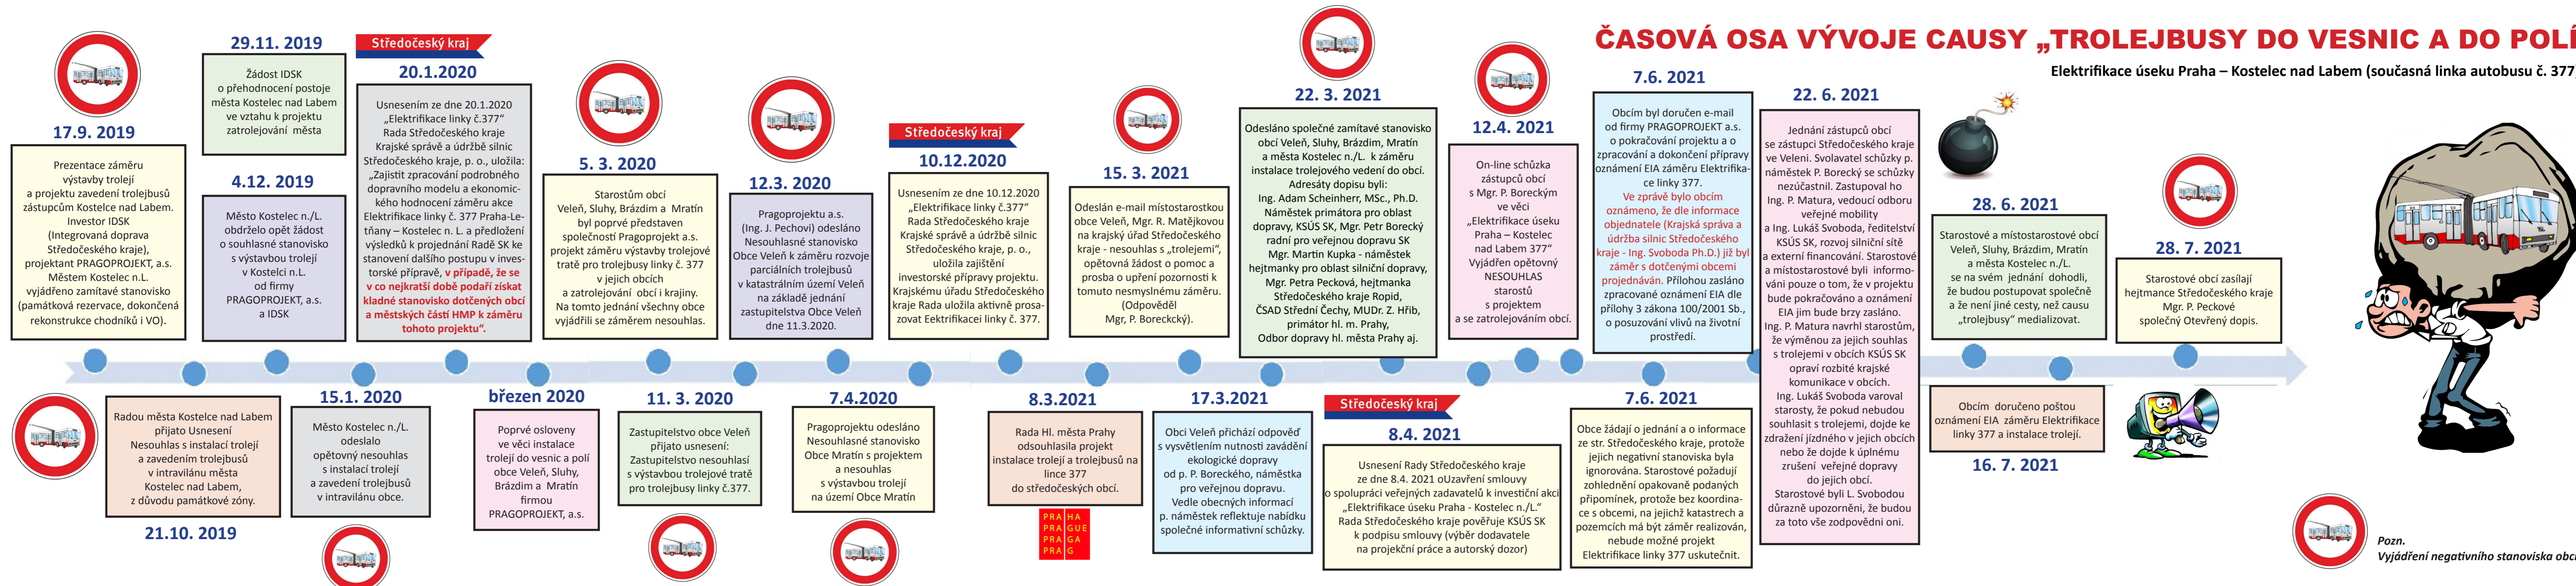 ČASOVÁ OSA VÝVOJE CAUSY „TROLEJBUSY DO VESNIC A DO POLÍ
Elektrifikace úseku Praha – Kostelec nad Labem (současná linka autobusu č. 377)
17.9. 2019
Prezentace záměru
výstavby trolejí
a projektu zavedení trolejbusů
zástupcům Kostelce nad Labem.
Investor IDSK
(Integrovaná doprava
Středočeského kraje),
projektant PRAGOPROJEKT, a.s.
Městem Kostelec n.L.
vyjádřeno zamítavé stanovisko
(památková rezervace, dokončená
rekonstrukce chodníků i VO).
Radou města Kostelce nad Labem
přijato Usnesení
Nesouhlas s instalací trolejí
a zavedením trolejbusů
v intravilánu města
Kostelec nad Labem,
z důvodu památkové zóny.
21.10. 2019
29.11. 2019
Žádost IDSK
o přehodnocení postoje
města Kostelec nad Labem
ve vztahu k projektu
zatrolejování města
4.12. 2019
Město Kostelec n./L.
obdrželo opět žádost
o souhlasné stanovisko
s výstavbou trolejí
v Kostelci n.L.
od firmy
PRAGOPROJEKT, a.s.
a IDSK
15.1. 2020
Město Kostelec n./L.
odeslalo
opětovný nesouhlas
s instalací trolejí
a zavedení trolejbusů
v intravilánu obce.
Středočeský kraj
20.1.2020
Usnesením ze dne 20.1.2020
„Elektrifikace linky č.377“
Rada Středočeského kraje
Krajské správě a údržbě silnic
Středočeského kraje, p. o., uložila:
„Zajistit zpracování podrobného
dopravního modelu a ekonomic-
kého hodnocení záměru akce
Elektrifikace linky č. 377 Praha-Le-
tňany – Kostelec n. L. a předložení
výsledků k projednání Radě SK ke
stanovení dalšího postupu v inves-
torské přípravě, v případě, že se
v co nejkratší době podaří získat
kladné stanovisko dotčených obcí
a městských částí HMP k záměru
tohoto projektu“.
březen 2020
Poprvé osloveny
ve věci instalace
trolejí do vesnic a polí
obce Veleň, Sluhy,
Brázdim a Mratín
firmou
PRAGOPROJEKT, a.s.
5. 3. 2020
Starostům obcí
Veleň, Sluhy, Brázdim a Mratín
byl poprvé představen
společností Pragoprojekt a.s.
projekt záměru výstavby trolejové
tratě pro trolejbusy linky č. 377
v jejich obcích
a zatrolejování obcí i krajiny.
Na tomto jednání všechny obce
vyjádřili se záměrem nesouhlas.
11. 3. 2020
Zastupitelstvo obce Veleň
přijato usnesení:
Zastupitelstvo nesouhlasí
s výstavbou trolejové tratě
pro trolejbusy linky č.377.
12.3. 2020
Pragoprojektu a.s.
(Ing. J. Pechovi) odesláno
Nesouhlasné stanovisko
Obce Veleň k záměru rozvoje
parciálních trolejbusů
v katastrálním území Veleň
na základě jednání
zastupitelstva Obce Veleň
dne 11.3.2020.
7.4.2020
Pragoprojektu odesláno
Nesouhlasné stanovisko
Obce Mratín s projektem
a nesouhlas
s výstavbou trolejí
na území Obce Mratín
Středočeský kraj
10.12.2020
Usnesením ze dne 10.12.2020
„Elektrifikace linky č.377“
Rada Středočeského kraje
Krajské správě a údržbě silnic
Středočeského kraje, p. o.,
uložila zajištění
investorské přípravy projektu.
Krajskému úřadu Středočeského
kraje Rada uložila aktivně prosa-
zovat Eektrifikacei linky č. 377.
8.3.2021
Rada Hl. města Prahy
odsouhlasila projekt
instalace trolejí a trolejbusů na
lince 377
do středočeských obcí.
PRA HA
PRA GUE
PRA GA
PRA G
15. 3. 2021
Odeslán e-mail místostarostkou
obce Veleň, Mgr. R. Matějkovou
na krajský úřad Středočeského
kraje - nesouhlas s „trolejemi“,
opětovná žádost o pomoc a
prosba o upření pozornosti k
tomuto nesmyslnému záměru.
(Odpověděl
Mgr, P. Boreckcký).
17.3.2021
Obci Veleň přichází odpověď
s vysvětlením nutnosti zavádění
ekologické dopravy
od p. P. Boreckého, náměstka
pro veřejnou dopravu.
Vedle obecných informací
p. náměstek reflektuje nabídku
společné informativní schůzky.
22. 3. 2021
Odesláno společné zamítavé stanovisko
obcí Veleň, Sluhy, Brázdim, Mratín
a města Kostelec n./L. k záměru
instalace trolejového vedení do obcí.
Adresáty dopisu byli:
Ing. Adam Scheinherr, MSc., Ph.D.
Náměstek primátora pro oblast
dopravy, KSÚS SK, Mgr. Petr Borecký
radní pro veřejnou dopravu SK
Mgr. Martin Kupka - náměstek
hejtmanky pro oblast silniční dopravy,
Mgr. Petra Pecková, hejtmanka
Středočeského kraje Ropid,
ČSAD Střední Čechy, MUDr. Z. Hřib,
primátor hl. m. Prahy,
Odbor dopravy hl. města Prahy aj.
Středočeský kraj
8.4. 2021
Usnesení Rady Středočeského kraje
ze dne 8.4. 2021 oUzavření smlouvy
o spolupráci veřejných zadavatelů k investiční akci
„Elektrifikace úseku Praha - Kostelec n./L.“
Rada Středočeského kraje pověřuje KSÚS SK
k podpisu smlouvy (výběr dodavatele
na projekční práce a autorský dozor)
12.4. 2021
On-line schůzka
zástupců obcí
s Mgr. P. Boreckým
ve věci
„Elektrifikace úseku
Praha – Kostelec
nad Labem 377“
Vyjádřen opětovný
NESOUHLAS
starostů
s projektem
a se zatrolejováním obcí.
7.6. 2021
Obcím byl doručen e-mail
od firmy PRAGOPROJEKT a.s.
o pokračování projektu a o
zpracování a dokončení přípravy
oznámení EIA záměru Elektrifika-
ce linky 377.
Ve zprávě bylo obcím
oznámeno, že dle informace
objednatele (Krajská správa a
údržba silnic Středočeského
kraje - Ing. Svoboda Ph.D.) již byl
záměr s dotčenými obcemi
projednáván. Přílohou zasláno
zpracované oznámení EIA dle
přílohy 3 zákona 100/2001 Sb.,
o posuzování vlivů na životní
prostředí.
7.6. 2021
Obce žádají o jednání a o informace
ze str. Středočeského kraje, protože
jejich negativní stanoviska byla
ignorována. Starostové požadují
zohlednění opakovaně podaných
připomínek, protože bez koordina-
ce s obcemi, na jejichž katastrech a
pozemcích má být záměr realizován,
nebude možné projekt
Elektrifikace linky 377 uskutečnit.
22. 6. 2021
Jednání zástupců obcí
se zástupci Středočeského kraje
ve Veleni. Svolavatel schůzky p.
náměstek P. Borecký se schůzky
nezúčastnil. Zastupoval ho
Ing. P. Matura, vedoucí odboru
veřejné mobility
a Ing. Lukáš Svoboda, ředitelství
KSÚS SK, rozvoj silniční sítě
a externí financování. Starostové
a místostarostové byli informo-
váni pouze o tom, že v projektu
bude pokračováno a oznámení
EIA jim bude brzy zasláno.
Ing. P. Matura navrhl starostům,
že výměnou za jejich souhlas
s trolejemi v obcích KSÚS SK
opraví rozbité krajské
komunikace v obcích.
Ing. Lukáš Svoboda varoval
starosty, že pokud nebudou
souhlasit s trolejemi, dojde ke
zdražení jízdného v jejich obcích
nebo že dojde k úplnému
zrušení veřejné dopravy
do jejich obcí.
Starostové byli L. Svobodou
důrazně upozorněni, že budou
za toto vše zodpovědni oni.
28. 6. 2021
Starostové a místostarostové obcí
Veleň, Sluhy, Brázdim, Mratín
a města Kostelec n./L.
se na svém jednání dohodli,
že budou postupovat společně
a že není jiné cesty, než causu
„trolejbusy“ medializovat.
Obcím doručeno poštou
oznámení EIA záměru Elektrifikace
linky 377 a instalace trolejí.
16. 7. 2021
28. 7. 2021
Starostové obcí zasílají
hejtmance Středočeského kraje
Mgr. P. Peckové
společný Otevřený dopis.
Pozn.
Vyjádření negativního stanoviska obcí